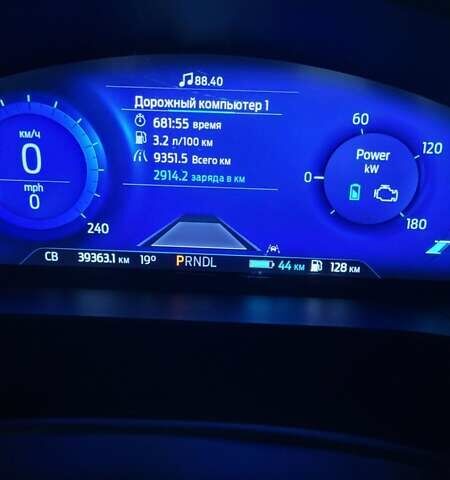 88.40
Дорожный компьютер 1
681:55 время
3.2 л/100 км
9351.5 Всего км
2914.2 заряда в км
км/ч
0
mph
0
240
Power
kW
0
60
120
180
СВ 39363.1 км 19° PRNDL 44 км 128 км